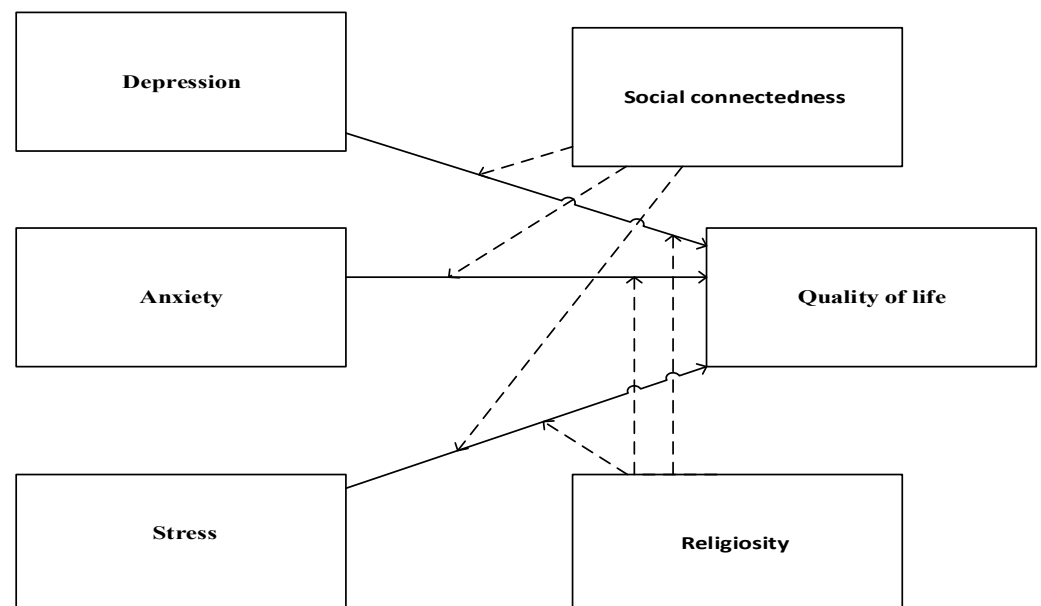 Depression
Social connectedness
Anxiety
Quality of life
Stress
Religiosity